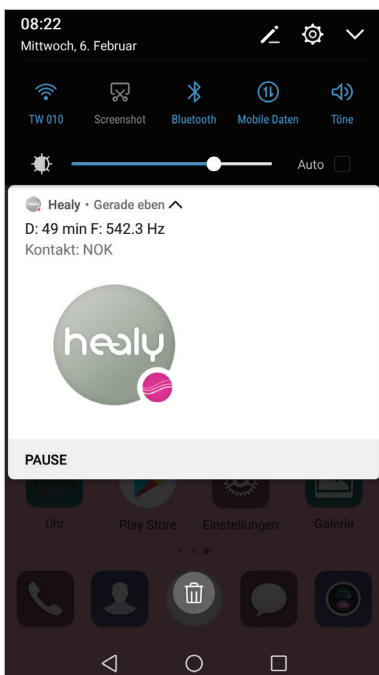 08:22
Mittwoch, 6. Februar
TW 010 Screenshot Bluetooth Mobile Daten Töne
Auto
Healy • Gerade eben
D: 49 min F: 542.3 Hz
Kontakt: NOK
healy
PAUSE
Uhr Play Store Einstellungen Galerie